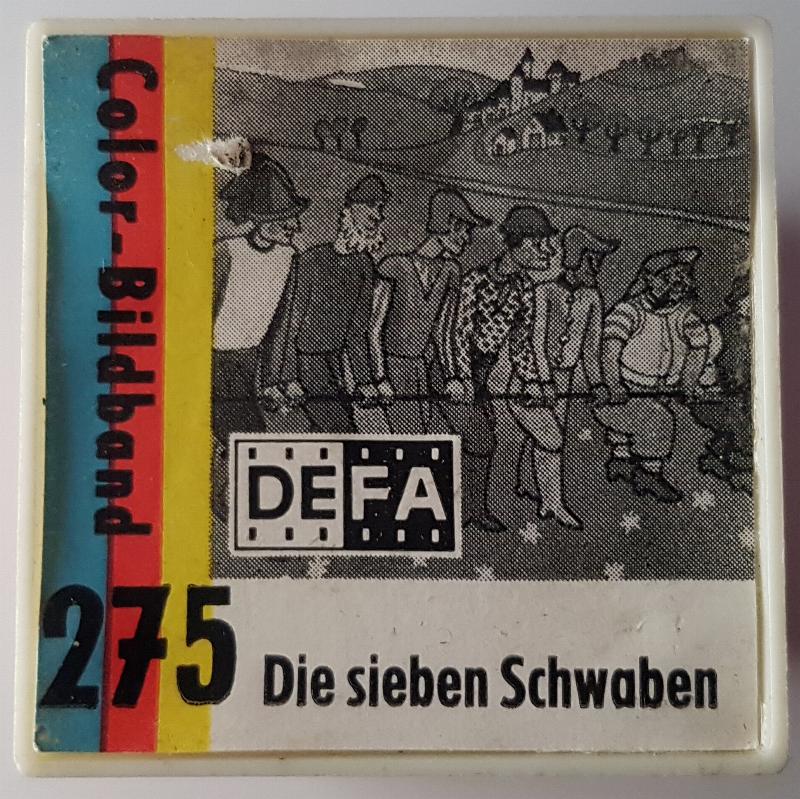 Color-Bildband
DEFA
275
Die sieben Schwaben